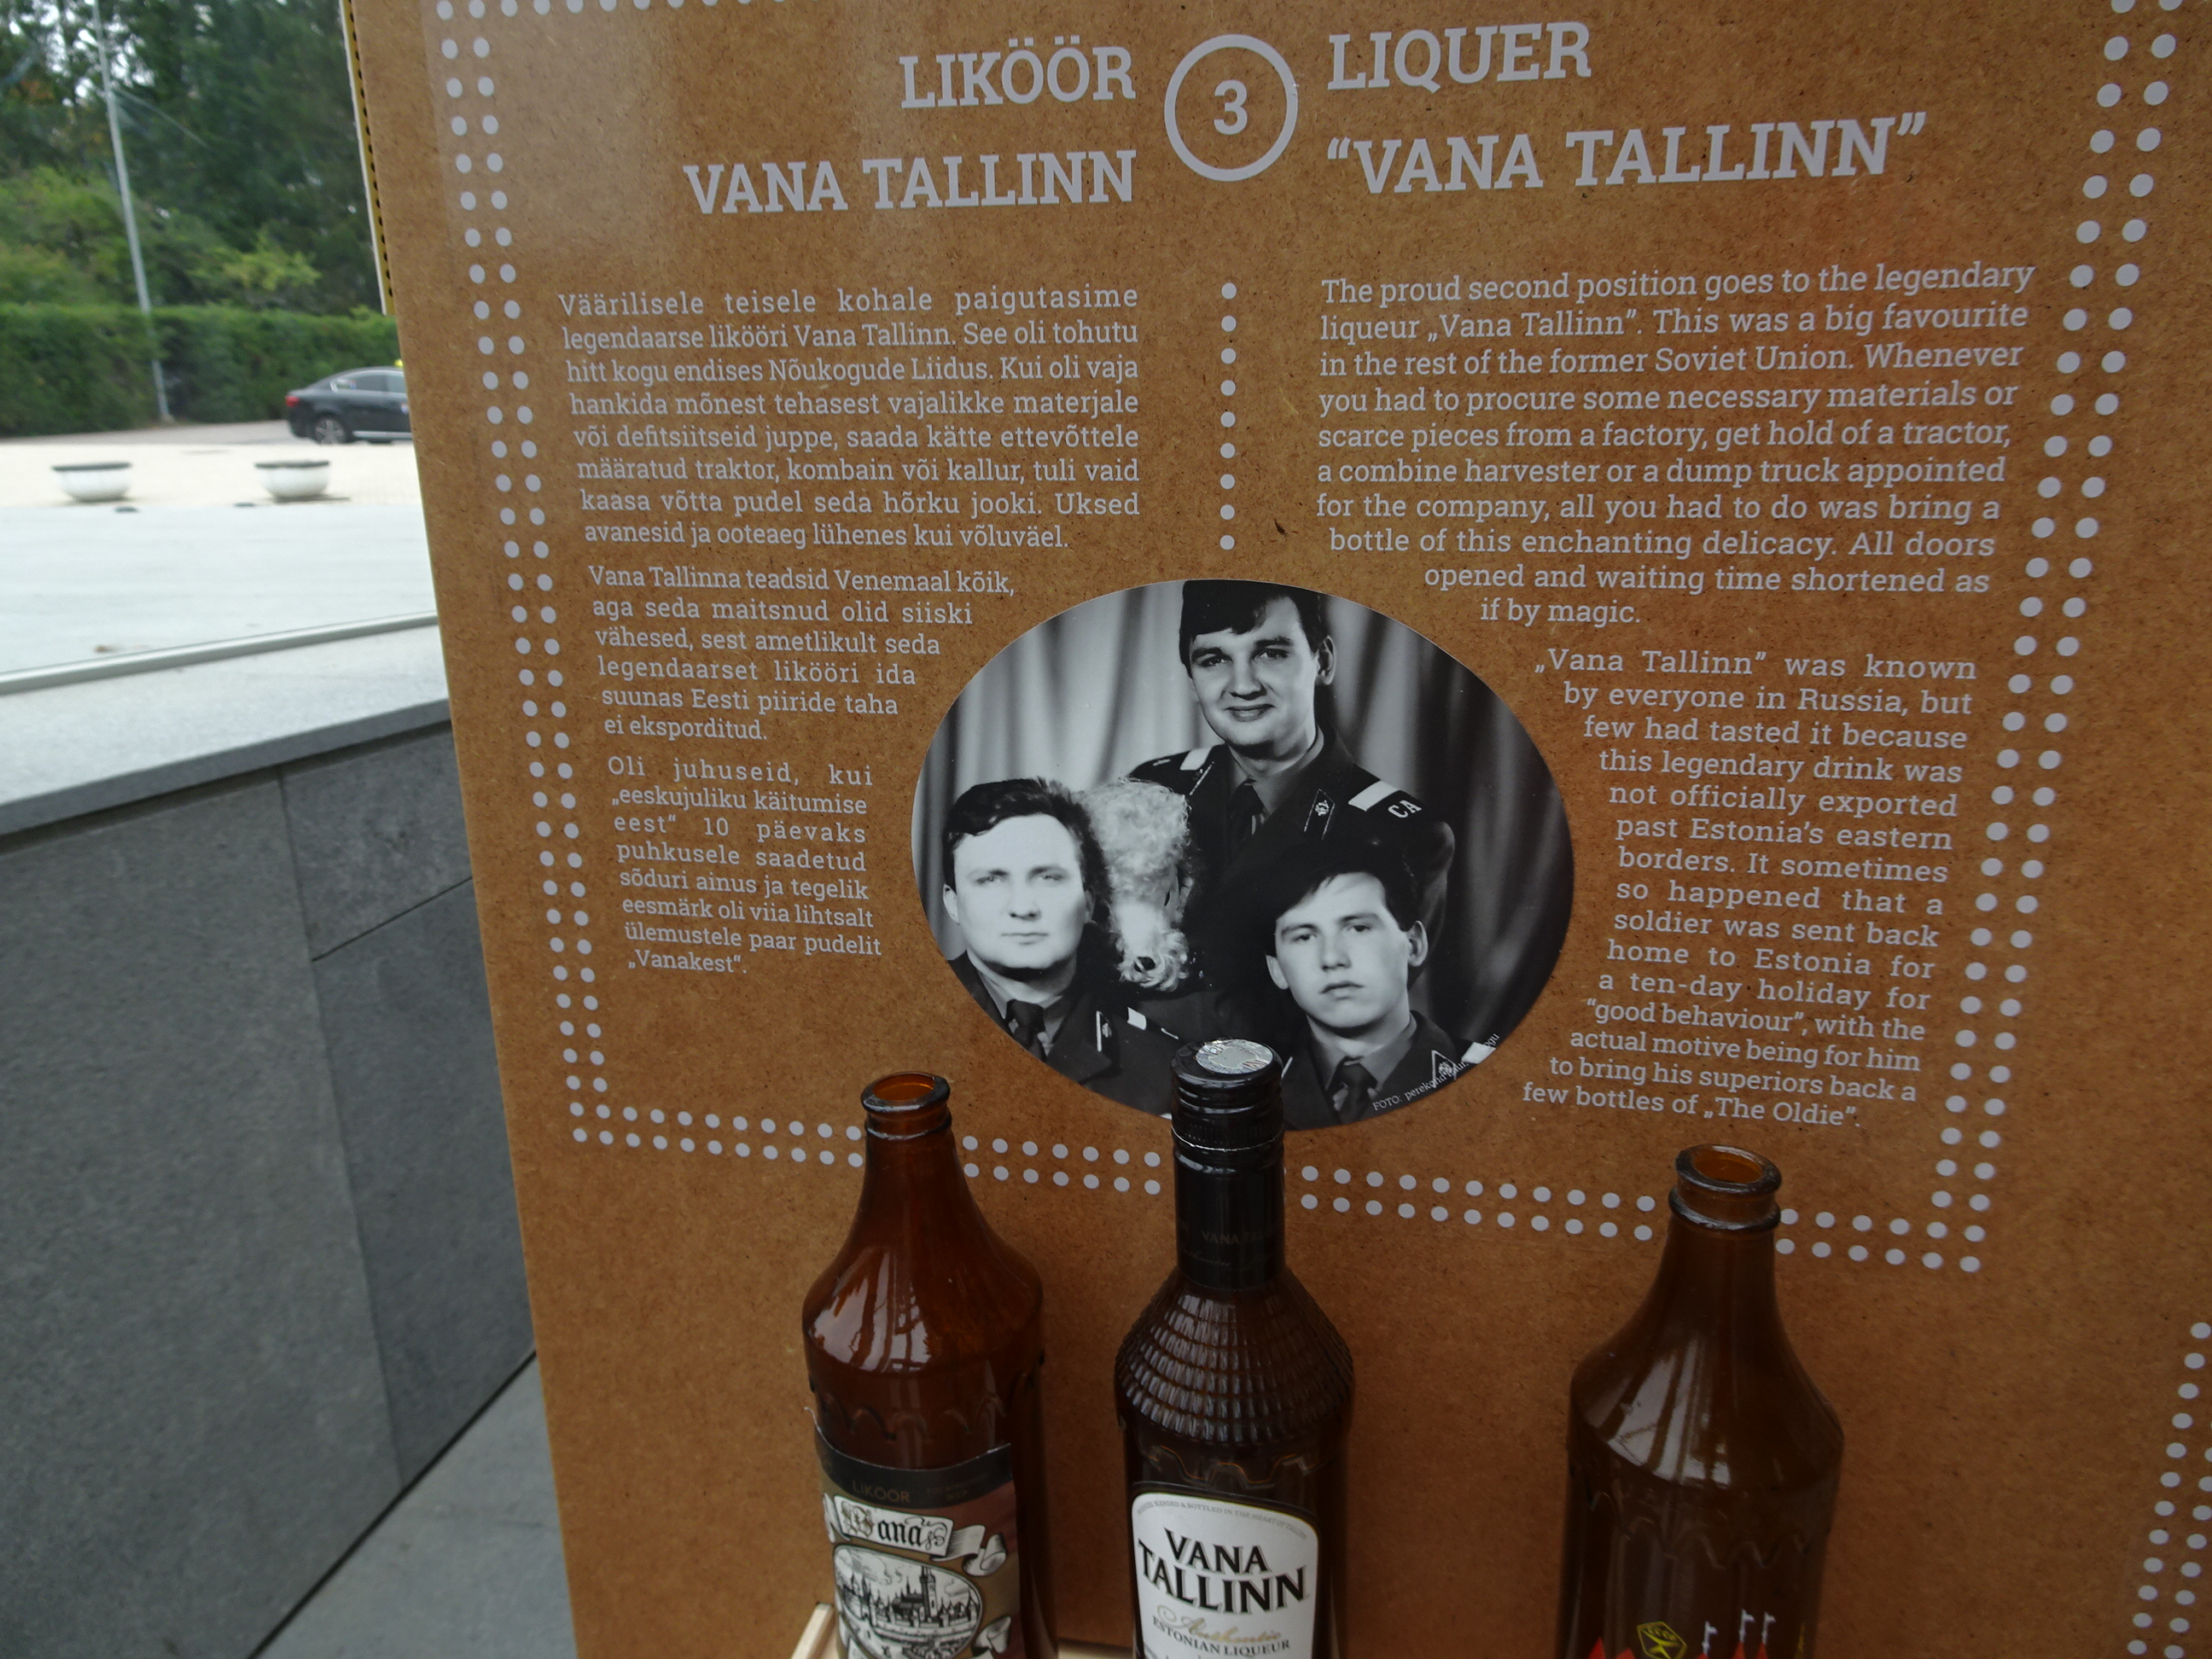 LIKÖÖR
VANA TALLINN
3
LIQUER
“VANA TALLINN”
Väärilisele teisele kohale paigutasime
legendaarse likööri Vana Tallinn. See oli tohutu
hitt kogu endises Nõukogude Liidus. Kui oli vaja
hankida mõnest tehasest vajalikke materjale
või defitsiitseid juppe, saada kätte ettevõttele
määratud traktor, kombain või kallur, tuli vaid
kaasa võtta pudel seda hõrku jooki. Uksed
avanesid ja ooteaeg lühenes kui võluväel.
Vana Tallinna teadsid Venemaal kõik,
aga seda maitsnud olid siiski
vähesed, sest ametlikult seda
legendaarset likööri ida
suunas Eesti piiride taha
ei eksporditud.
Oli juhuseid, kui
„eeskujuliku käitumise
eest“ 10 päevaks
puhkusele saadetud
sõduri ainus ja tegelik
eesmärk oli viia lihtsalt
ülemustele paar pudelit
„Vanakest“.
The proud second position goes to the legendary
liqueur „Vana Tallinn”. This was a big favourite
in the rest of the former Soviet Union. Whenever
you had to procure some necessary materials or
scarce pieces from a factory, get hold of a tractor,
a combine harvester or a dump truck appointed
for the company, all you had to do was bring a
bottle of this enchanting delicacy. All doors
opened and waiting time shortened as
if by magic.
„Vana Tallinn” was known
by everyone in Russia, but
few had tasted it because
this legendary drink was
not officially exported
past Estonia’s eastern
borders. It sometimes
so happened that a
soldier was sent back
home to Estonia for
a ten-day holiday for
“good behaviour”, with the
actual motive being for him
to bring his superiors back a
few bottles of „The Oldie”.
CA
FOTO:
LIKÖÖR
Wana
VANA
VANA
TALLINN
Authentic
ESTONIAN LIQUEUR